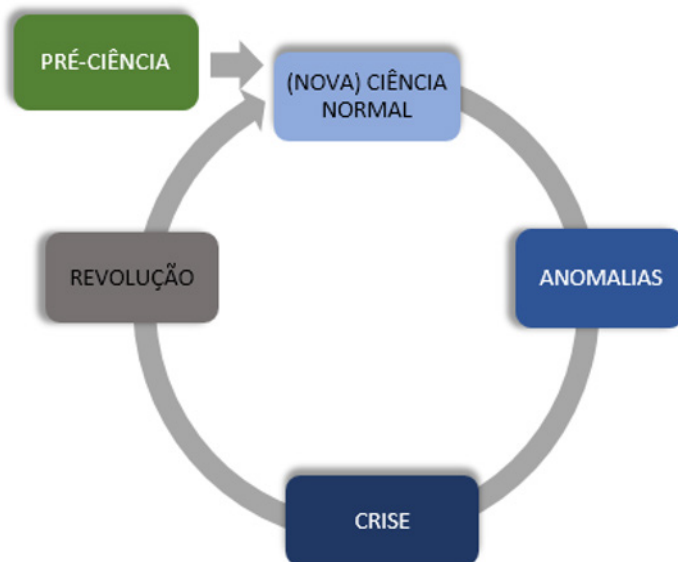 PRÉ-CIÊNCIA
(NOVA) CIÊNCIA
NORMAL
ANOMALIAS
CRISE
REVOLUÇÃO